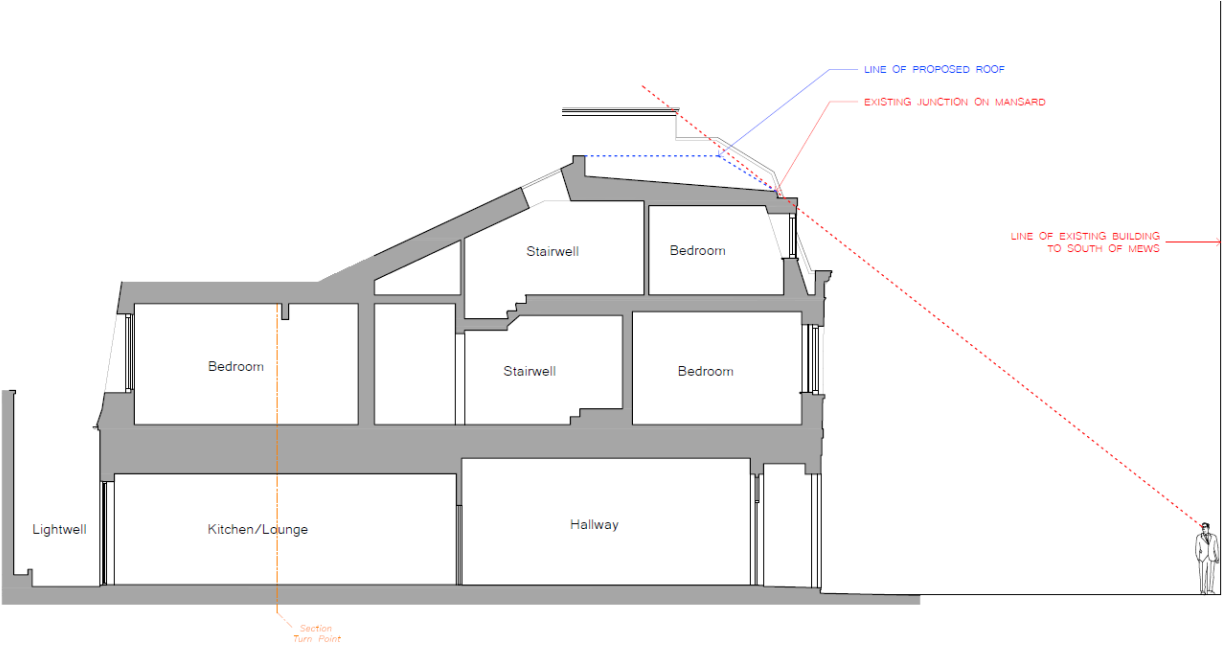 LINE OF PROPOSED ROOF
EXISTING JUNCTION ON MANSARD
LINE OF EXISTING BUILDING
TO SOUTH OF MEWS
Stairwell
Bedroom
Bedroom
Stairwell
Bedroom
Lightwell
Kitchen/Lounge
Hallway
Section
Turn Point